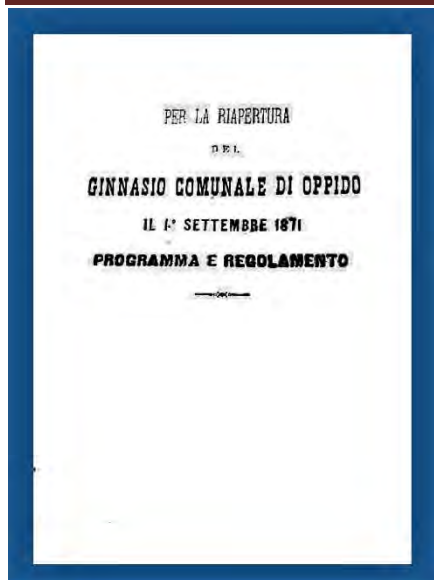 PER LA RIAPERTURA
DEL
GINNASIO COMUNALE DI OPPIDO
IL 1° SETTEMBRE 1871
PROGRAMMA E REGOLAMENTO